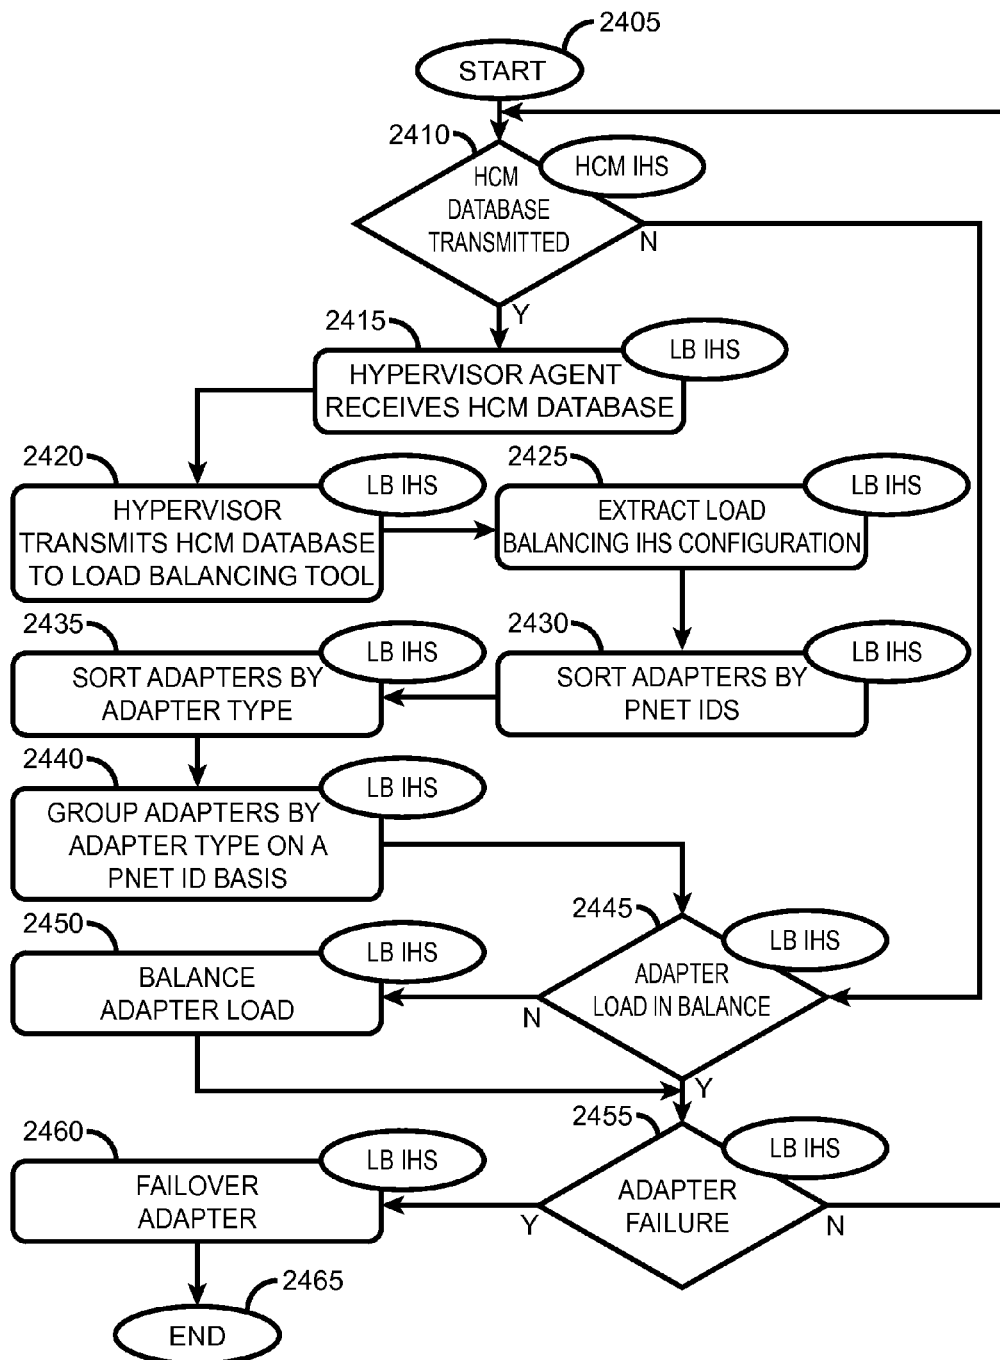 2405
START
2410
HCM IHS
HCM
DATABASE
TRANSMITTED
N
Y
2415
LB IHS
HYPERVISOR AGENT
RECEIVES HCM DATABASE
2420
LB IHS
HYPERVISOR
TRANSMITS HCM DATABASE
TO LOAD BALANCING TOOL
2425
LB IHS
EXTRACT LOAD
BALANCING IHS CONFIGURATION
2435
LB IHS
SORT ADAPTERS BY
ADAPTER TYPE
2430
LB IHS
SORT ADAPTERS BY
PNET IDS
2440
LB IHS
GROUP ADAPTERS BY
ADAPTER TYPE ON A
PNET ID BASIS
2445
LB IHS
ADAPTER
LOAD IN BALANCE
N
Y
2450
LB IHS
BALANCE
ADAPTER LOAD
2455
LB IHS
ADAPTER
FAILURE
Y
N
2460
LB IHS
FAILOVER
ADAPTER
2465
END